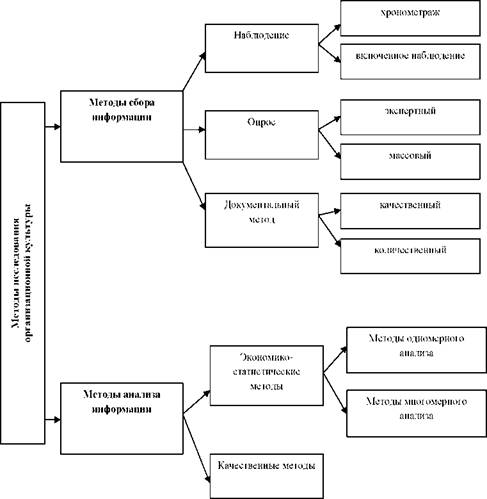 Методы исследования
организационной культуры
Методы сбора
информации
Наблюдение
хронометраж
включенное наблюдение
Опрос
экспертный
массовый
Документальный
метод
качественный
количественный
Методы анализа
информации
Экономико-
статистические
методы
Методы одномерного
анализа
Методы многомерного
анализа
Качественные методы